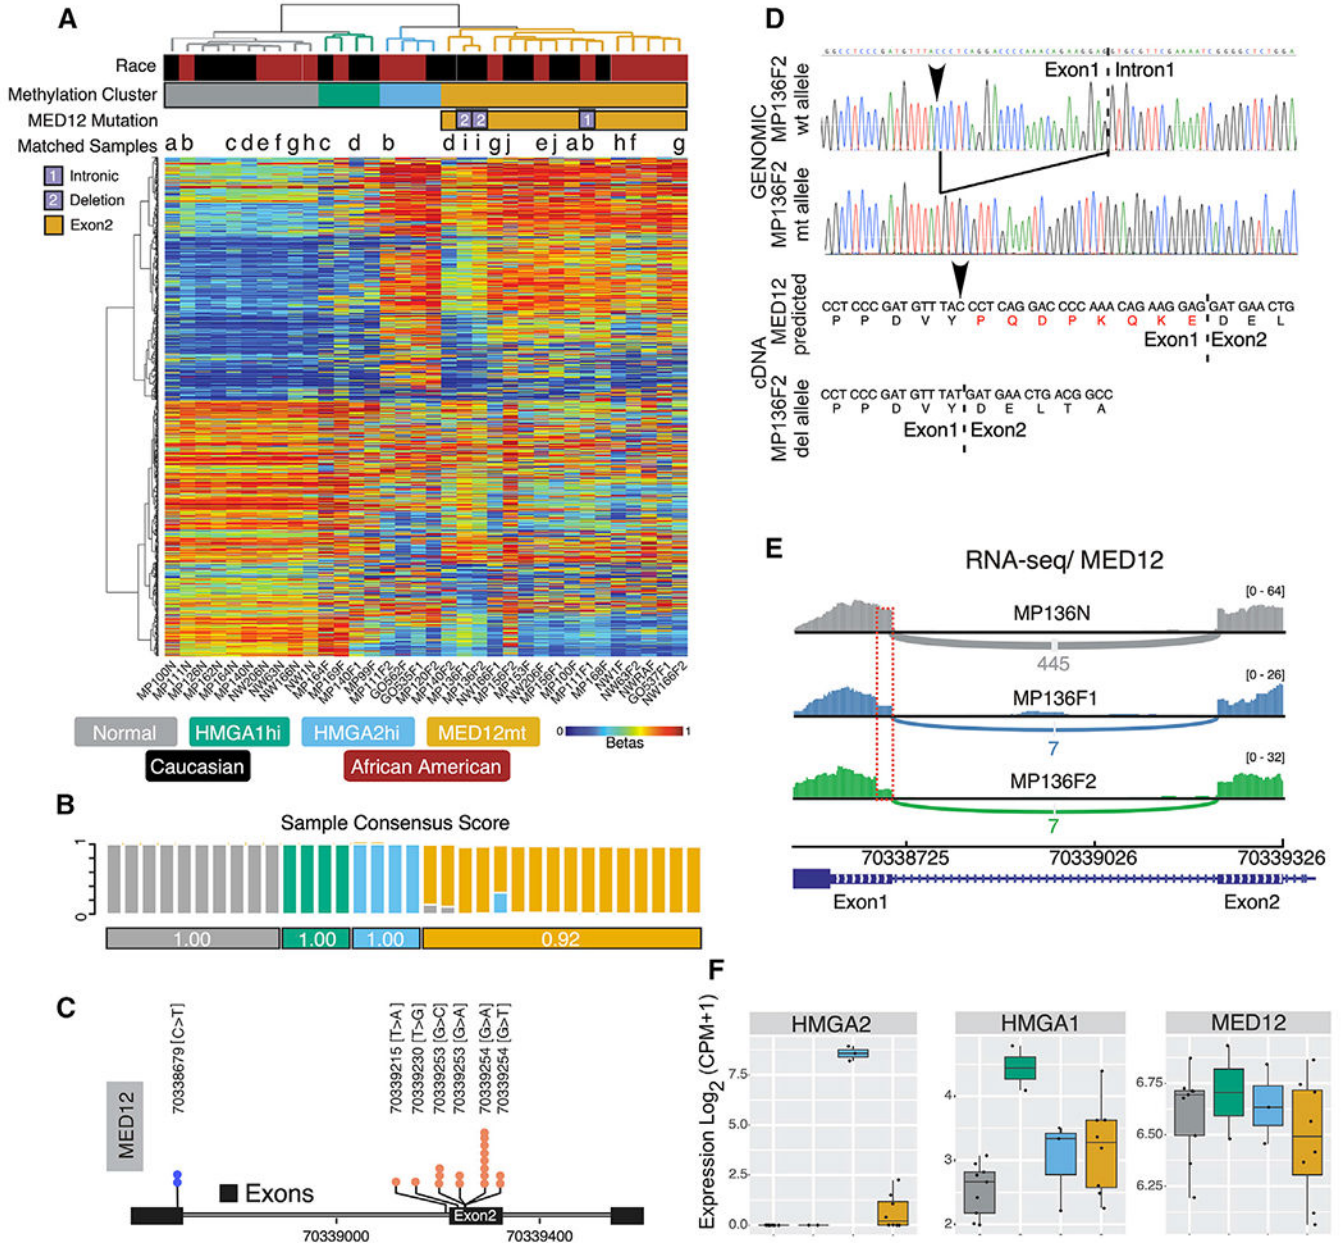 A
Race
Methylation Cluster
MED12 Mutation
2 2 1
Matched Samples
a b c d e f g h c d b d i i g j e j a b h f g
1 Intronic
2 Deletion
Exon2
MP100N MP111N MP126N MP162N MP164N MP140N NW206N NW63N NW166N NW1N MP164F MP169F MP140F1 MP99F MP111F2 GO562F GO535F1 MP120F2 MP140F2 MP136F1 MP136F2 NW166F1 MP156F2 MP153F NW206F MP156F1 MP100F MP111F1 MP168F NW1F NW63F2 NWRAF GO537F1 NW166F2
Normal
HMGA1hi
HMGA2hi
MED12mt
0 1
Betas
Caucasian
African American
B
Sample Consensus Score
1
0
1.00 1.00 1.00 0.92
C
MED12
70338679 [C>T]
70339215 [T>A]
70339230 [T>G]
70339253 [G>C]
70339253 [G>A]
70339254 [G>A]
70339254 [G>T]
Exons
Exon2
70339000 70339400
D
GENOMIC
MP136F2
wt allele
Exon1 Intron1
MP136F2
mt allele
cDNA
MED12
predicted
CCT CCC GAT GTT TAC CCT CAG GAC CCC AAA CAG AAG GAG GAT GAA CTG
P P D V Y P Q D P K Q K E D E L
Exon1 Exon2
MP136F2
del allele
CCT CCC GAT GTT TAT GAT GAA CTG ACG GCC
P P D V Y D E L T A
Exon1 Exon2
E
RNA-seq/ MED12
[0 - 64]
MP136N
445
[0 - 26]
MP136F1
7
[0 - 32]
MP136F2
7
70338725 70339026 70339326
Exon1 Exon2
F
Expression Log2 (CPM+1)
HMGA2
7.5
5.0
2.5
0.0
HMGA1
4
3
2
MED12
6.75
6.50
6.25